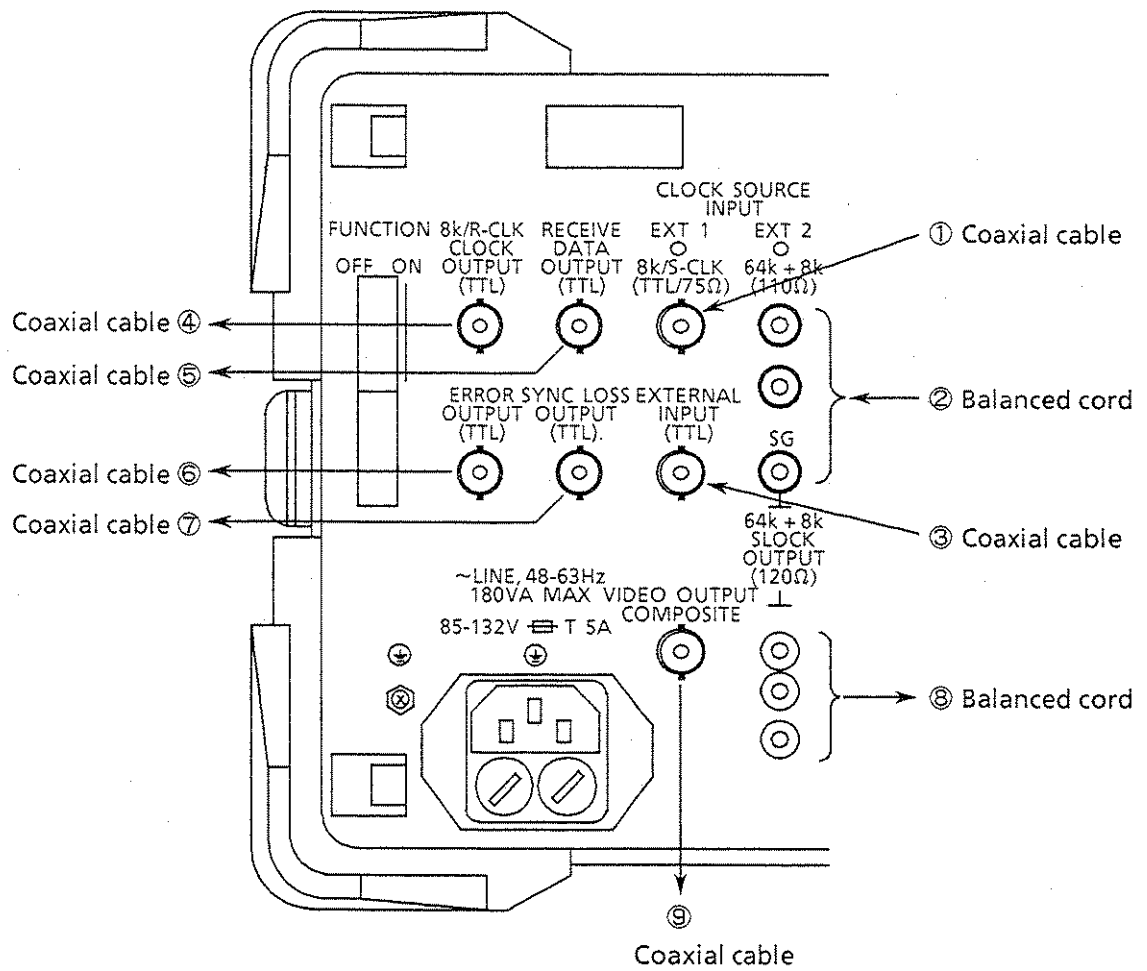 CLOCK SOURCE
INPUT
FUNCTION
OFF ON
8k/R-CLK
CLOCK
OUTPUT
(TTL)
RECEIVE
DATA
OUTPUT
(TTL)
EXT 1
8k/S-CLK
(TTL/75Ω)
EXT 2
64k + 8k
(110Ω)
① Coaxial cable
Coaxial cable ④
Coaxial cable ⑤
② Balanced cord
ERROR
OUTPUT
(TTL)
SYNC LOSS
OUTPUT
(TTL).
EXTERNAL
INPUT
(TTL)
SG
Coaxial cable ⑥
Coaxial cable ⑦
③ Coaxial cable
64k + 8k
SLOCK
OUTPUT
(120Ω)
~LINE, 48-63Hz
180VA MAX
85-132V T 5A
VIDEO OUTPUT
COMPOSITE
⑧ Balanced cord
⑨
Coaxial cable